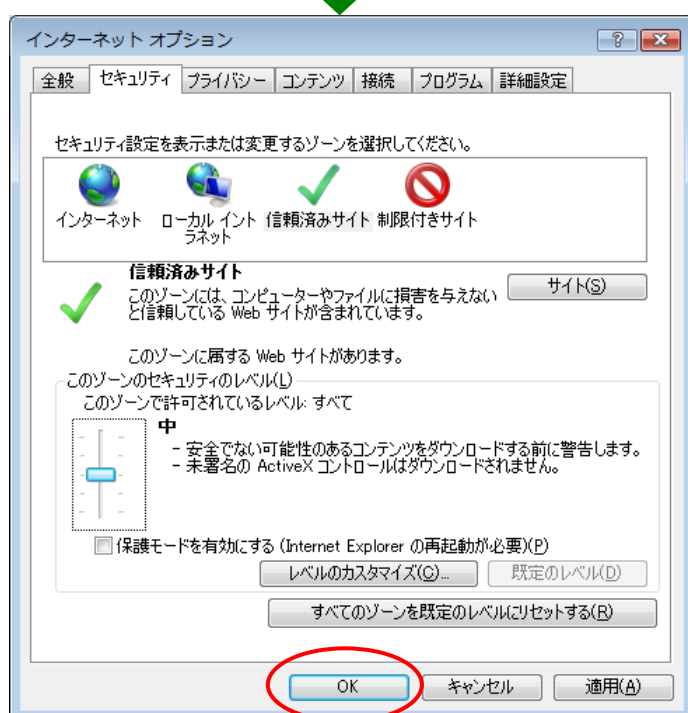 インターネット オプション
全般 セキュリティ プライバシー コンテンツ 接続 プログラム 詳細設定
セキュリティ設定を表示または変更するゾーンを選択してください。
インターネット ローカル イント 信頼済みサイト 制限付きサイト
ラネット
信頼済みサイト
サイト(S)
このゾーンには、コンピューターやファイルに損害を与えない
と信頼している Web サイトが含まれています。
このゾーンに属する Web サイトがあります。
このゾーンのセキュリティのレベル(L)
このゾーンで許可されているレベル: すべて
中
- 安全でない可能性のあるコンテンツをダウンロードする前に警告します。
- 未署名の ActiveX コントロールはダウンロードされません。
保護モードを有効にする (Internet Explorer の再起動が必要)(P)
レベルのカスタマイズ(C)... 既定のレベル(D)
すべてのゾーンを既定のレベルにリセットする(R)
OK キャンセル 適用(A)